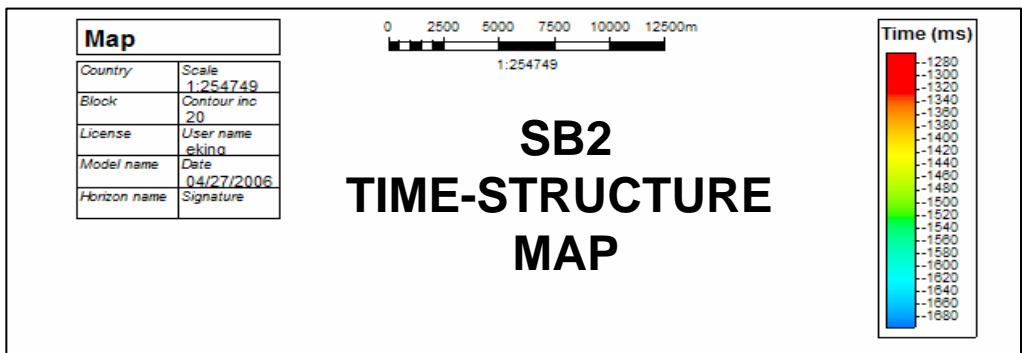 Map
Country
Scale
1:254749
Block
Contour inc
20
License
User name
eking
Model name
Date
04/27/2006
Horizon name
Signature
0 2500 5000 7500 10000 12500m
1:254749
SB2
TIME-STRUCTURE
MAP
Time (ms)
-1280
-1300
-1320
-1340
-1360
-1380
-1400
-1420
-1440
-1460
-1480
-1500
-1520
-1540
-1560
-1580
-1600
-1620
-1640
-1660
-1680